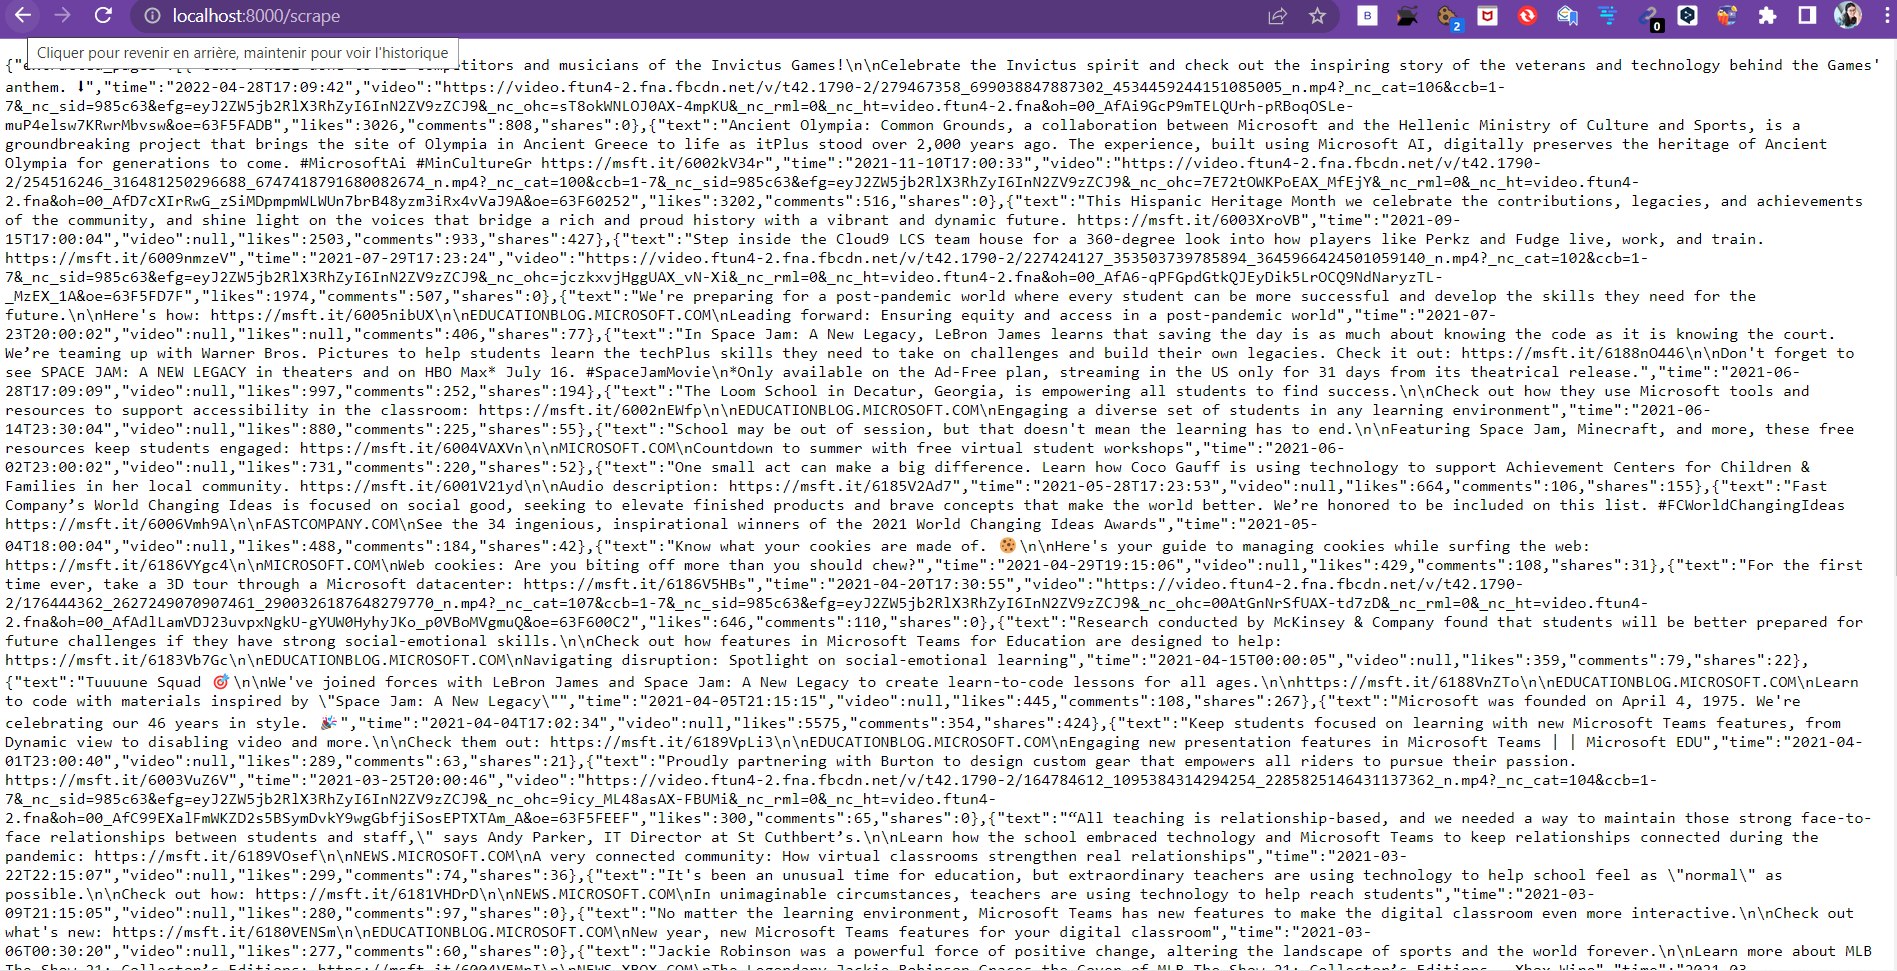 localhost:8000/scrape
B
2
0
Cliquer pour revenir en arrière, maintenir pour voir l'historique
competitors and musicians of the Invictus Games!\n\nCelebrate the Invictus spirit and check out the inspiring story of the veterans and technology behind the Games'
anthem. ⬇","time":"2022-04-28T17:09:42","video":"https://video.ftun4-2.fna.fbcdn.net/v/t42.1790-2/279467358_699038847887302_4534459244151085005_n.mp4?_nc_cat=106&ccb=1-
7&_nc_sid=985c63&efg=eyJ2ZW5jb2RlX3RhZyI6InN2ZV9zZCJ9&_nc_ohc=sT8okWNLOJ0AX-4mpKU&_nc_rml=0&_nc_ht=video.ftun4-2.fna&oh=00_AfAi9GcP9mTELQUrh-pRBoqOSLe-
muP4elsw7KRwrMbvsw&oe=63F5FADB","likes":3026,"comments":808,"shares":0},{"text":"Ancient Olympia: Common Grounds, a collaboration between Microsoft and the Hellenic Ministry of Culture and Sports, is a
groundbreaking project that brings the site of Olympia in Ancient Greece to life as itPlus stood over 2,000 years ago. The experience, built using Microsoft AI, digitally preserves the heritage of Ancient
Olympia for generations to come. #MicrosoftAi #MinCultureGr https://msft.it/6002kV34r","time":"2021-11-10T17:00:33","video":"https://video.ftun4-2.fna.fbcdn.net/v/t42.1790-
2/254516246_316481250296688_6747418791680082674_n.mp4?_nc_cat=100&ccb=1-7&_nc_sid=985c63&efg=eyJ2ZW5jb2RlX3RhZyI6InN2ZV9zZCJ9&_nc_ohc=7E72tOWKPoEAX_MfEjY&_nc_rml=0&_nc_ht=video.ftun4-
2.fna&oh=00_AfD7cXIrRwG_zSiMDpmpmWLWUn7brB48yzm3iRx4vVaJ9A&oe=63F60252","likes":3202,"comments":516,"shares":0},{"text":"This Hispanic Heritage Month we celebrate the contributions, legacies, and achievements
of the community, and shine light on the voices that bridge a rich and proud history with a vibrant and dynamic future. https://msft.it/6003XroVB","time":"2021-09-
15T17:00:04","video":null,"likes":2503,"comments":933,"shares":427},{"text":"Step inside the Cloud9 LCS team house for a 360-degree look into how players like Perkz and Fudge live, work, and train.
https://msft.it/6009nmzeV","time":"2021-07-29T17:23:24","video":"https://video.ftun4-2.fna.fbcdn.net/v/t42.1790-2/227424127_353503739785894_3645966424501059140_n.mp4?_nc_cat=102&ccb=1-
7&_nc_sid=985c63&efg=eyJ2ZW5jb2RlX3RhZyI6InN2ZV9zZCJ9&_nc_ohc=jczkxvjHggUAX_vN-Xi&_nc_rml=0&_nc_ht=video.ftun4-2.fna&oh=00_AfA6-qPFGpdGtkQJEyDik5LrOCQ9NdNaryzTL-
_MzEX_1A&oe=63F5FD7F","likes":1974,"comments":507,"shares":0},{"text":"We're preparing for a post-pandemic world where every student can be more successful and develop the skills they need for the
future.\n\nHere's how: https://msft.it/6005nibUX\n\nEDUCATIONBLOG.MICROSOFT.COM\nLeading forward: Ensuring equity and access in a post-pandemic world","time":"2021-07-
23T20:00:02","video":null,"likes":null,"comments":406,"shares":77},{"text":"In Space Jam: A New Legacy, LeBron James learns that saving the day is as much about knowing the code as it is knowing the court.
We’re teaming up with Warner Bros. Pictures to help students learn the techPlus skills they need to take on challenges and build their own legacies. Check it out: https://msft.it/6188nO446\n\nDon't forget to
see SPACE JAM: A NEW LEGACY in theaters and on HBO Max* July 16. #SpaceJamMovie\n*Only available on the Ad-Free plan, streaming in the US only for 31 days from its theatrical release.","time":"2021-06-
28T17:09:09","video":null,"likes":997,"comments":252,"shares":194},{"text":"The Loom School in Decatur, Georgia, is empowering all students to find success.\n\nCheck out how they use Microsoft tools and
resources to support accessibility in the classroom: https://msft.it/6002nEWfp\n\nEDUCATIONBLOG.MICROSOFT.COM\nEngaging a diverse set of students in any learning environment","time":"2021-06-
14T23:30:04","video":null,"likes":880,"comments":225,"shares":55},{"text":"School may be out of session, but that doesn't mean the learning has to end.\n\nFeaturing Space Jam, Minecraft, and more, these free
resources keep students engaged: https://msft.it/6004VAXVn\n\nMICROSOFT.COM\nCountdown to summer with free virtual student workshops","time":"2021-06-
02T23:00:02","video":null,"likes":731,"comments":220,"shares":52},{"text":"One small act can make a big difference. Learn how Coco Gauff is using technology to support Achievement Centers for Children &
Families in her local community. https://msft.it/6001V21yd\n\nAudio description: https://msft.it/6185V2Ad7","time":"2021-05-28T17:23:53","video":null,"likes":664,"comments":106,"shares":155},{"text":"Fast
Company’s World Changing Ideas is focused on social good, seeking to elevate finished products and brave concepts that make the world better. We’re honored to be included on this list. #FCWorldChangingIdeas
https://msft.it/6006Vmh9A\n\nFASTCOMPANY.COM\nSee the 34 ingenious, inspirational winners of the 2021 World Changing Ideas Awards","time":"2021-05-
04T18:00:04","video":null,"likes":488,"comments":184,"shares":42},{"text":"Know what your cookies are made of. 🍪\n\nHere's your guide to managing cookies while surfing the web:
https://msft.it/6186VYgc4\n\nMICROSOFT.COM\nWeb cookies: Are you biting off more than you should chew?","time":"2021-04-29T19:15:06","video":null,"likes":429,"comments":108,"shares":31},{"text":"For the first
time ever, take a 3D tour through a Microsoft datacenter: https://msft.it/6186V5HBs","time":"2021-04-20T17:30:55","video":"https://video.ftun4-2.fna.fbcdn.net/v/t42.1790-
2/176444362_2627249070907461_2900326187648279770_n.mp4?_nc_cat=107&ccb=1-7&_nc_sid=985c63&efg=eyJ2ZW5jb2RlX3RhZyI6InN2ZV9zZCJ9&_nc_ohc=00AtGnNrSfUAX-td7zD&_nc_rml=0&_nc_ht=video.ftun4-
2.fna&oh=00_AfAdlLamVDJ23uvpxNgkU-gYUW0HyhyJKo_p0VBoMVgmuQ&oe=63F600C2","likes":646,"comments":110,"shares":0},{"text":"Research conducted by McKinsey & Company found that students will be better prepared for
future challenges if they have strong social-emotional skills.\n\nCheck out how features in Microsoft Teams for Education are designed to help:
https://msft.it/6183Vb7Gc\n\nEDUCATIONBLOG.MICROSOFT.COM\nNavigating disruption: Spotlight on social-emotional learning","time":"2021-04-15T00:00:05","video":null,"likes":359,"comments":79,"shares":22},
{"text":"Tuuuune Squad 🎯\n\nWe've joined forces with LeBron James and Space Jam: A New Legacy to create learn-to-code lessons for all ages.\n\nhttps://msft.it/6188VnZTo\n\nEDUCATIONBLOG.MICROSOFT.COM\nLearn
to code with materials inspired by \"Space Jam: A New Legacy\"","time":"2021-04-05T21:15:15","video":null,"likes":445,"comments":108,"shares":267},{"text":"Microsoft was founded on April 4, 1975. We're
celebrating our 46 years in style. 🎉","time":"2021-04-04T17:02:34","video":null,"likes":5575,"comments":354,"shares":424},{"text":"Keep students focused on learning with new Microsoft Teams features, from
Dynamic view to disabling video and more.\n\nCheck them out: https://msft.it/6189VpLi3\n\nEDUCATIONBLOG.MICROSOFT.COM\nEngaging new presentation features in Microsoft Teams | | Microsoft EDU","time":"2021-04-
01T23:00:40","video":null,"likes":289,"comments":63,"shares":21},{"text":"Proudly partnering with Burton to design custom gear that empowers all riders to pursue their passion.
https://msft.it/6003VuZ6V","time":"2021-03-25T20:00:46","video":"https://video.ftun4-2.fna.fbcdn.net/v/t42.1790-2/164784612_1095384314294254_2285825146431137362_n.mp4?_nc_cat=104&ccb=1-
7&_nc_sid=985c63&efg=eyJ2ZW5jb2RlX3RhZyI6InN2ZV9zZCJ9&_nc_ohc=9icy_ML48asAX-FBUMi&_nc_rml=0&_nc_ht=video.ftun4-
2.fna&oh=00_AfC99EXalFmWKZD2s5BSymDvkY9wgGbfjiSosEPTXTAm_A&oe=63F5FEEF","likes":300,"comments":65,"shares":0},{"text":"“All teaching is relationship-based, and we needed a way to maintain those strong face-to-
face relationships between students and staff,\" says Andy Parker, IT Director at St Cuthbert’s.\n\nLearn how the school embraced technology and Microsoft Teams to keep relationships connected during the
pandemic: https://msft.it/6189VOsef\n\nNEWS.MICROSOFT.COM\nA very connected community: How virtual classrooms strengthen real relationships","time":"2021-03-
22T22:15:07","video":null,"likes":299,"comments":74,"shares":36},{"text":"It's been an unusual time for education, but extraordinary teachers are using technology to help school feel as \"normal\" as
possible.\n\nCheck out how: https://msft.it/6181VHDrD\n\nNEWS.MICROSOFT.COM\nIn unimaginable circumstances, teachers are using technology to help reach students","time":"2021-03-
09T21:15:05","video":null,"likes":280,"comments":97,"shares":0},{"text":"No matter the learning environment, Microsoft Teams has new features to make the digital classroom even more interactive.\n\nCheck out
what's new: https://msft.it/6180VENSm\n\nEDUCATIONBLOG.MICROSOFT.COM\nNew year, new Microsoft Teams features for your digital classroom","time":"2021-03-
06T00:30:20","video":null,"likes":277,"comments":60,"shares":0},{"text":"Jackie Robinson was a powerful force of positive change, altering the landscape of sports and the world forever.\n\nLearn more about MLB